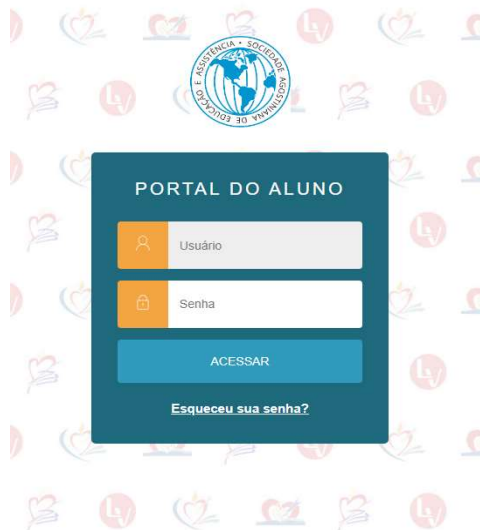 SOCIEDADE AGOSTINIANA DE EDUCAÇÃO E ASSISTÊNCIA •
PORTAL DO ALUNO
Usuário
Senha
ACESSAR
Esqueceu sua senha?